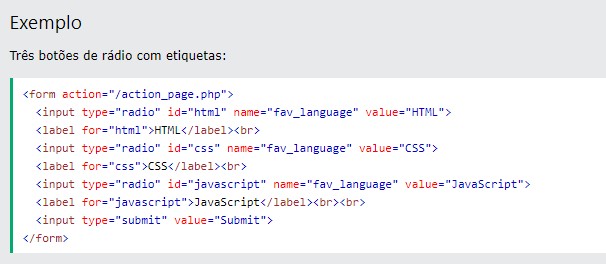 Exemplo
Três botões de rádio com etiquetas:
<form action="/action_page.php">
  <input type="radio" id="html" name="fav_language" value="HTML">
  <label for="html">HTML</label><br>
  <input type="radio" id="css" name="fav_language" value="CSS">
  <label for="css">CSS</label><br>
  <input type="radio" id="javascript" name="fav_language" value="JavaScript">
  <label for="javascript">JavaScript</label><br><br>
  <input type="submit" value="Submit">
</form>